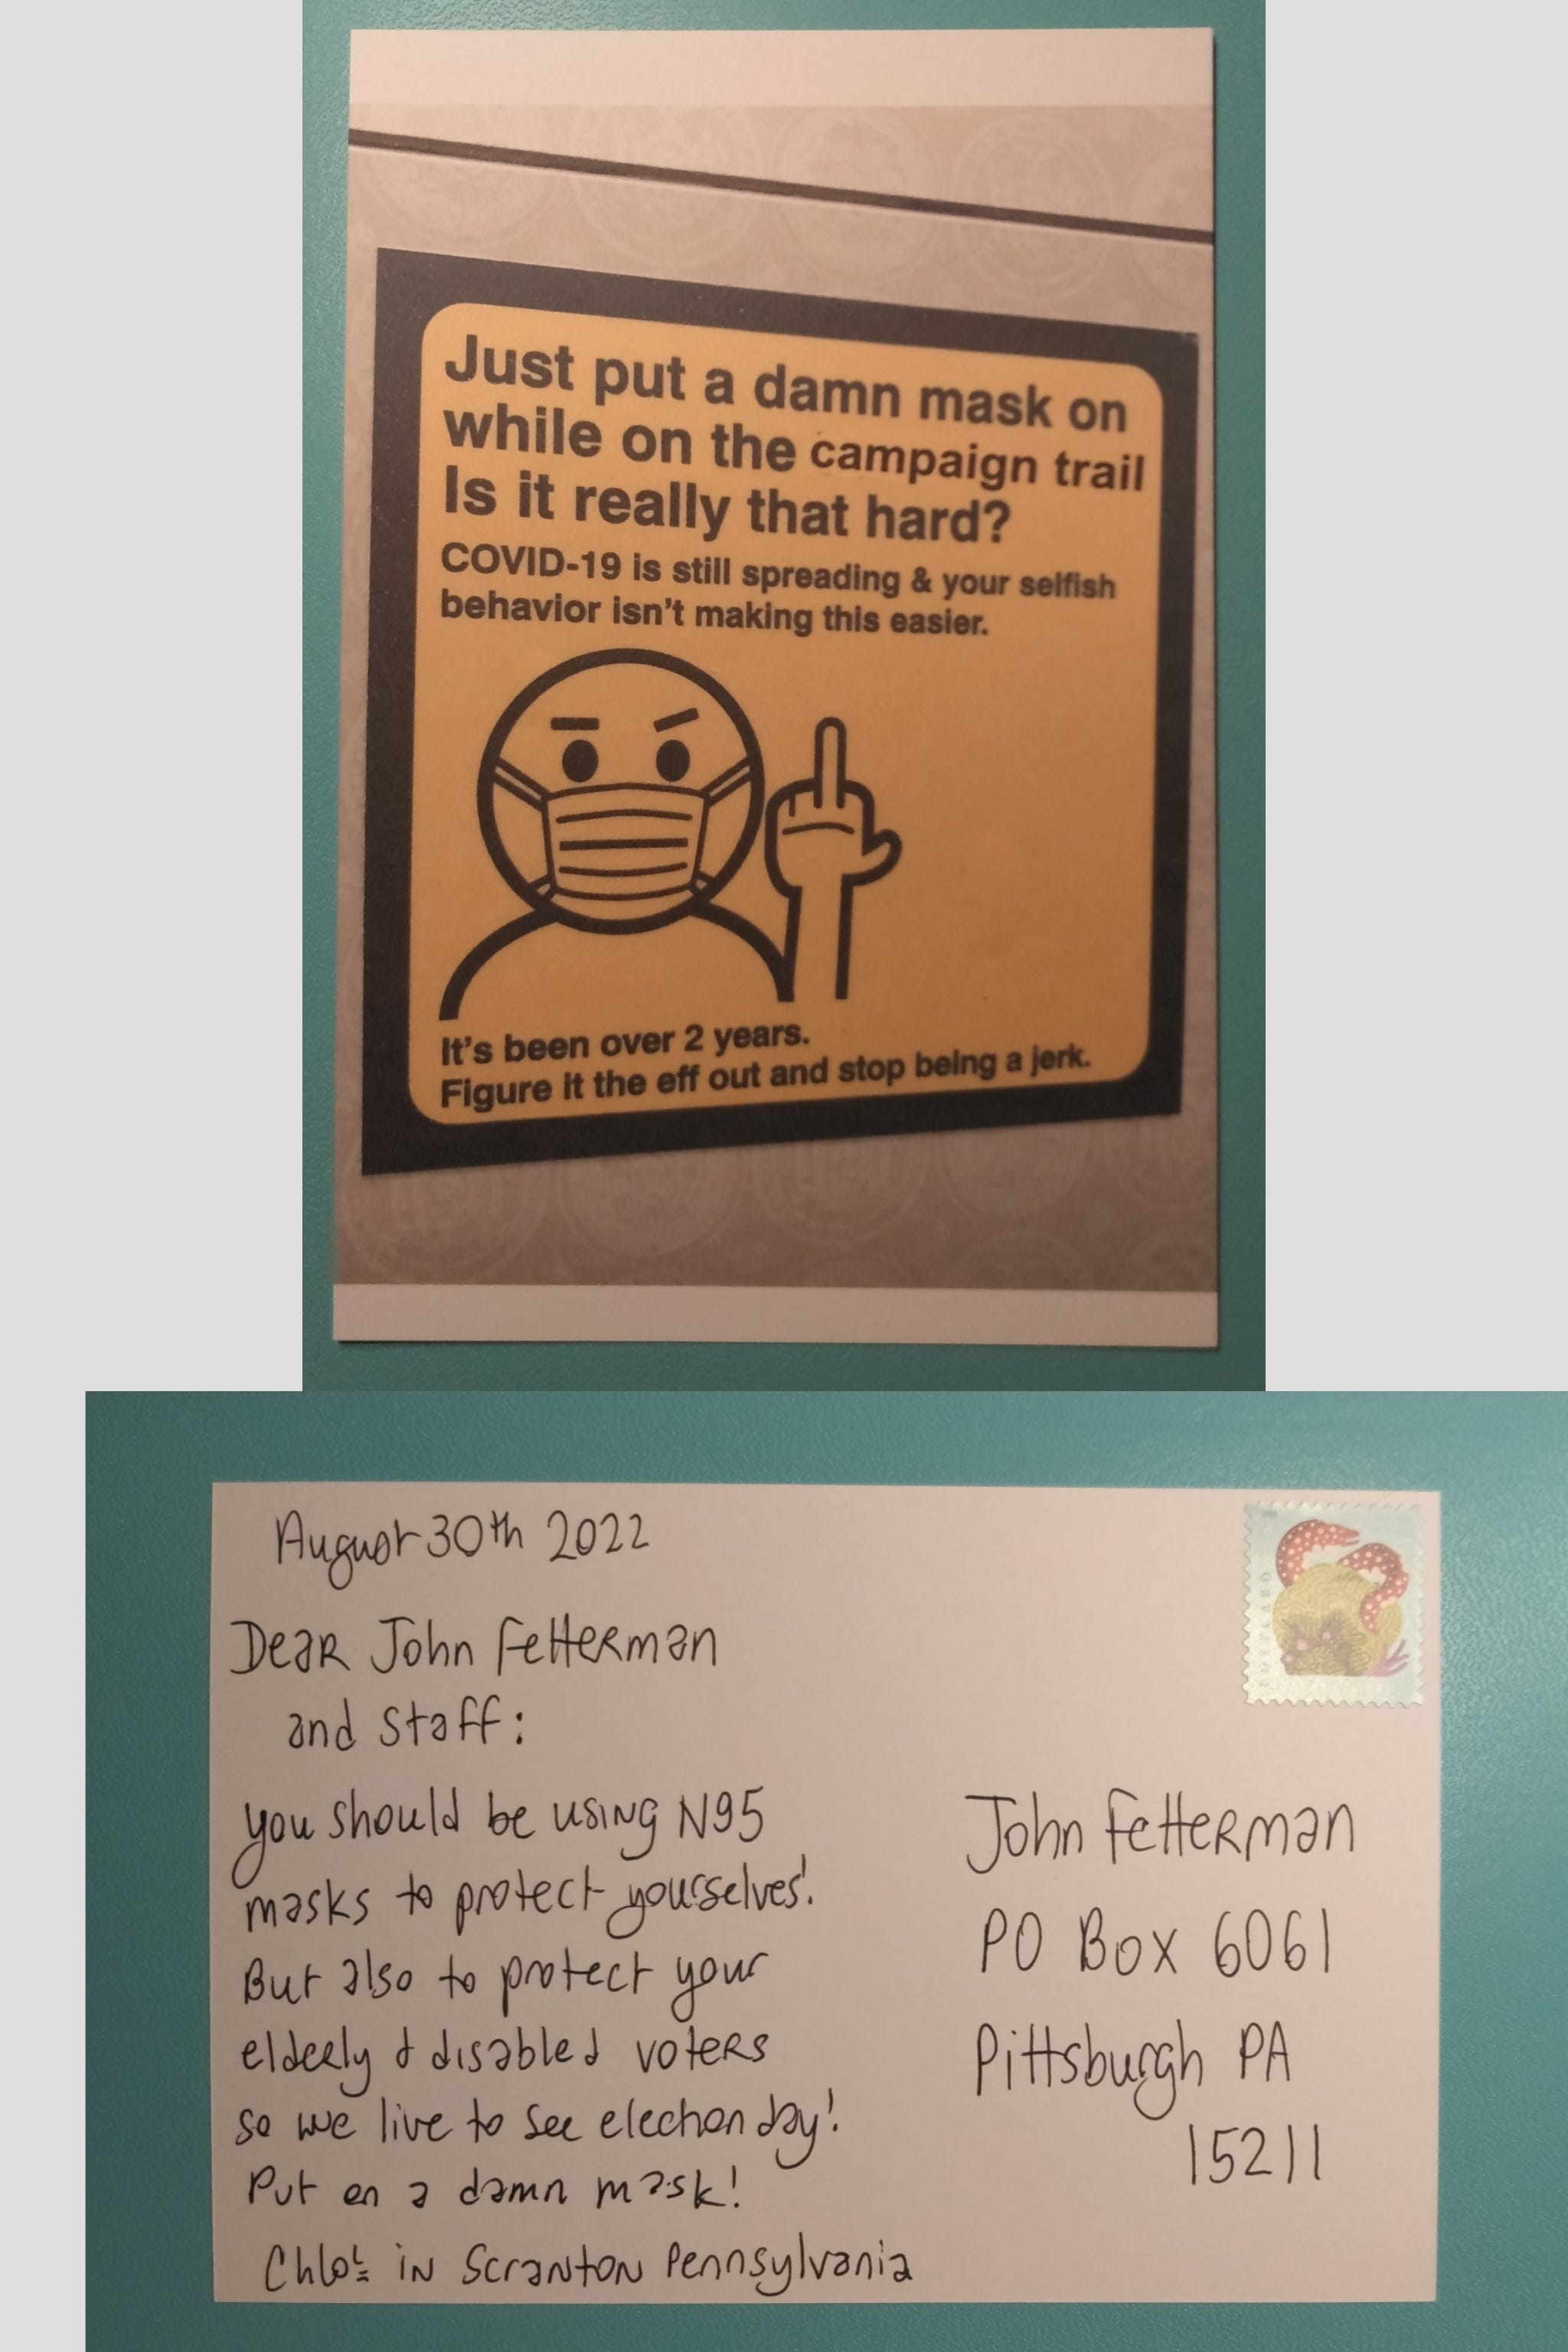 Just put a damn mask on
while on the campaign trail
Is it really that hard?
COVID-19 is still spreading & your selfish
behavior isn't making this easier.
It's been over 2 years.
Figure it the eff out and stop being a jerk.
August 30th 2022
Dear John Fetterman
and Staff:
you should be using N95
masks to protect yourselves!
But also to protect your
elderly & disabled voters
so we live to see election day!
Put on a damn mask!
Chloë in Scranton Pennsylvania
POSTCARD
John Fetterman
PO Box 6061
Pittsburgh PA
15211